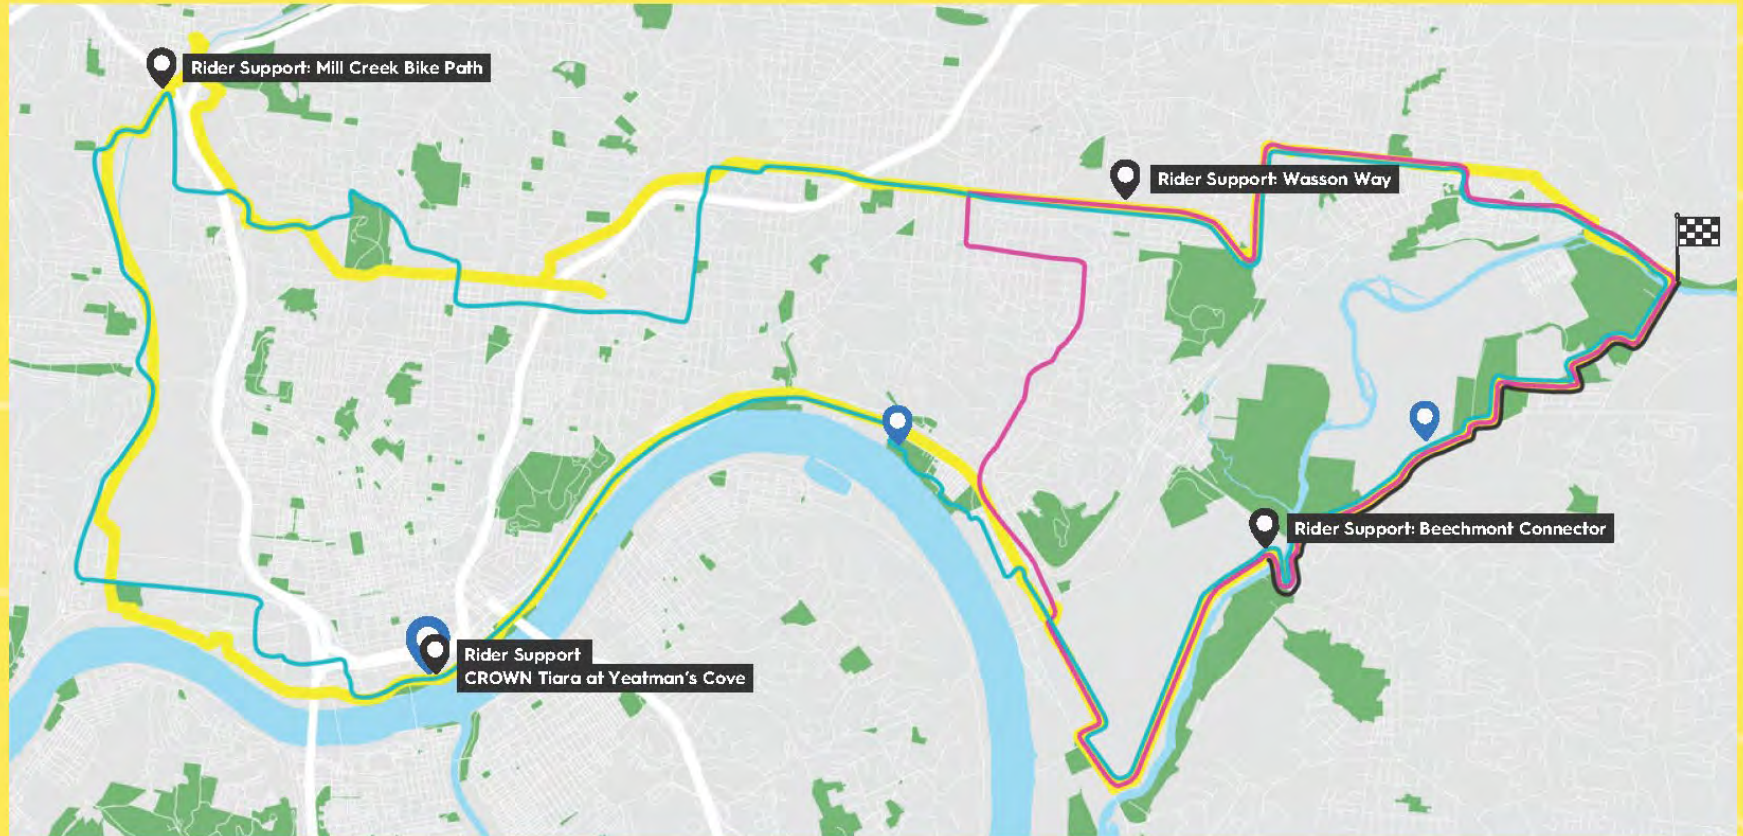 Rider Support: Mill Creek Bike Path
Rider Support: Wasson Way
Rider Support: Beechmont Connector
Rider Support
CROWN Tiara at Yeatman's Cove